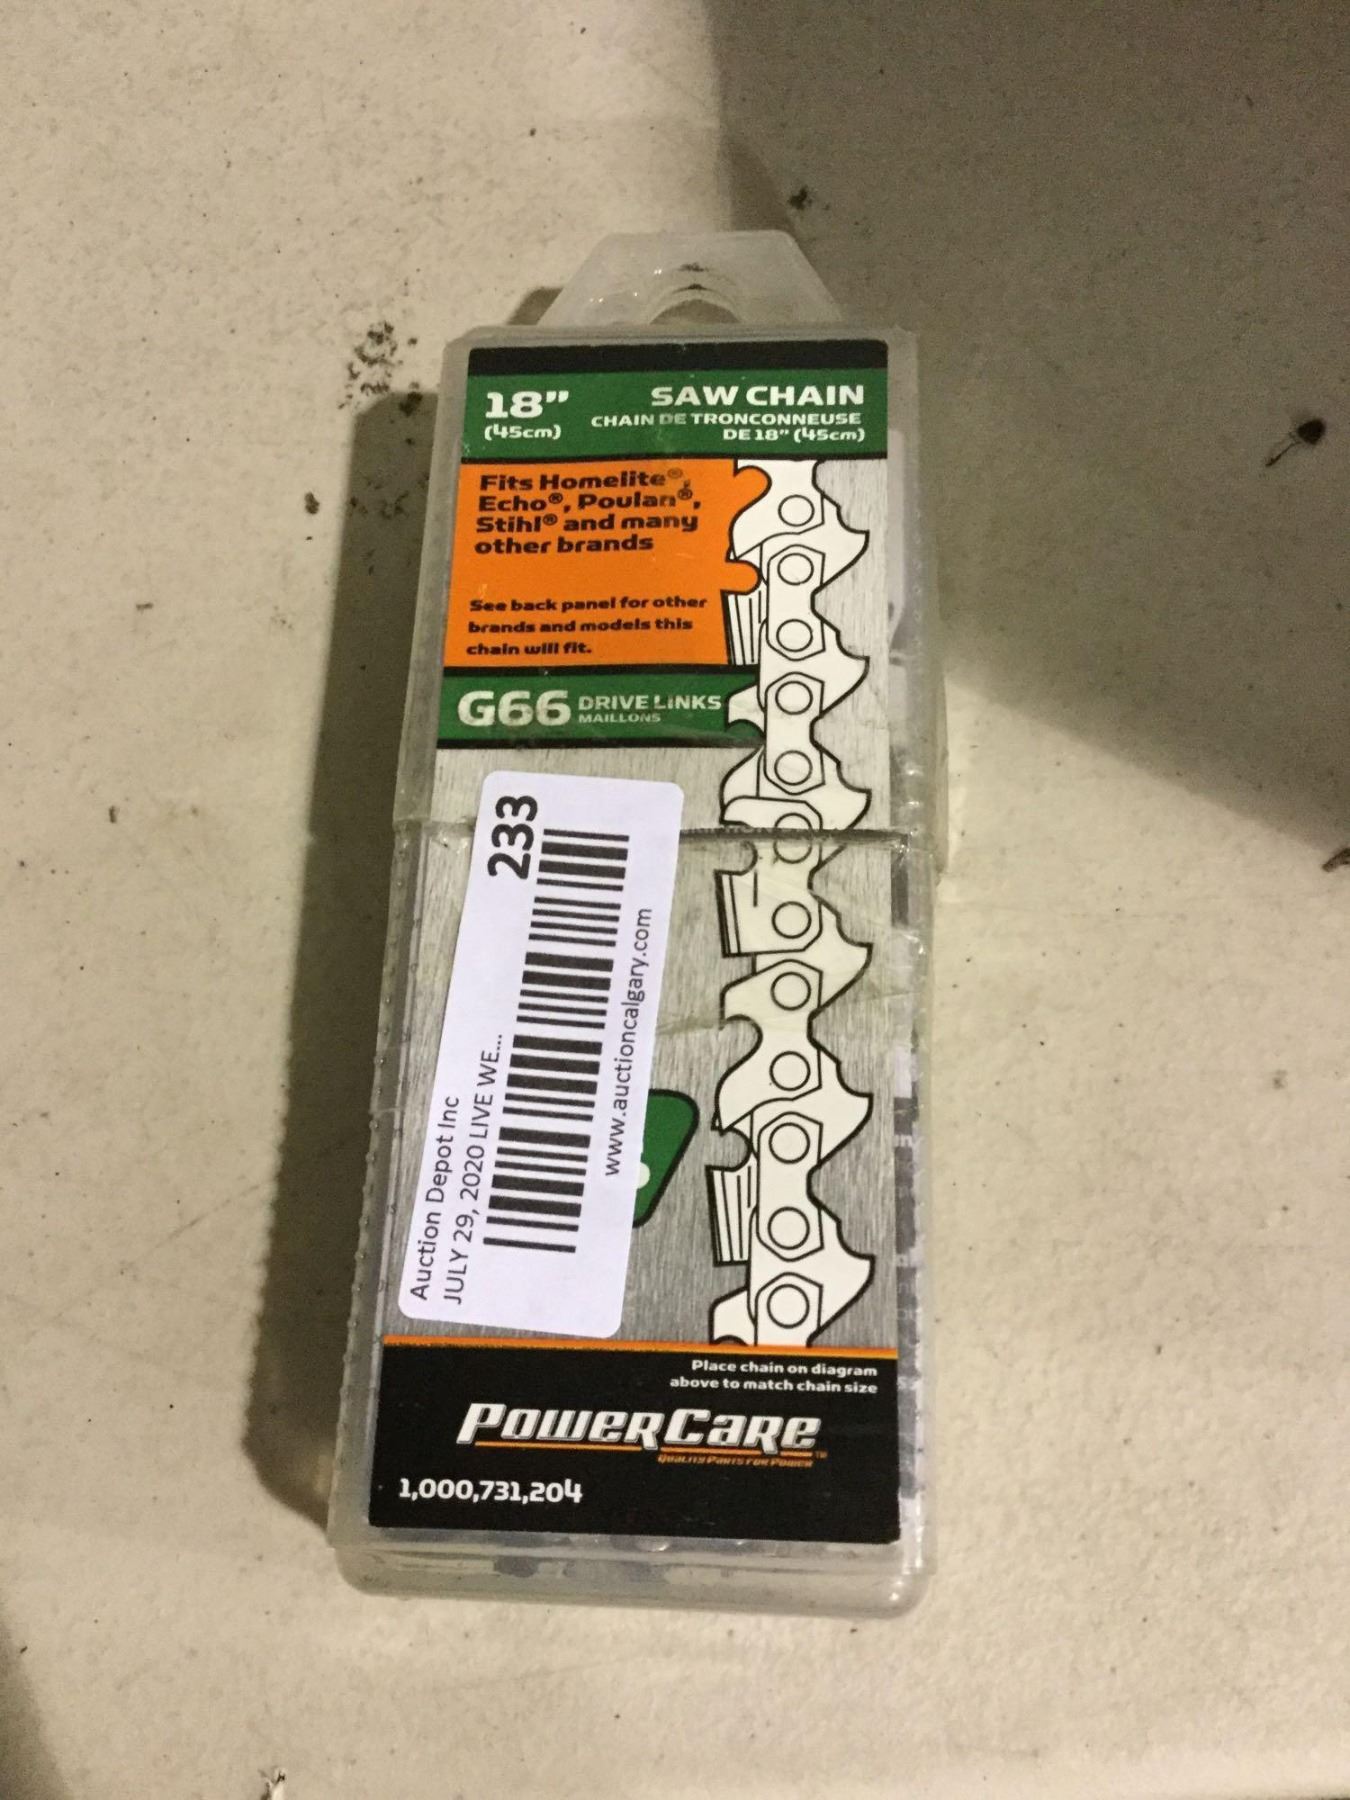 18"
(45cm)
SAW CHAIN
CHAIN DE TRONCONNEUSE
DE 18" (45cm)
Fits Homelite®,
Echo®, Poulan®,
Stihl® and many
other brands
See back panel for other
brands and models this
chain will fit.
G66 DRIVE LINKS
MAILLONS
233
Auction Depot Inc
JULY 29, 2020 LIVE WE...
www.auctioncalgary.com
Place chain on diagram
above to match chain size
POWERCARE™
QUALITY PARTS FOR POWER
1,000,731,204